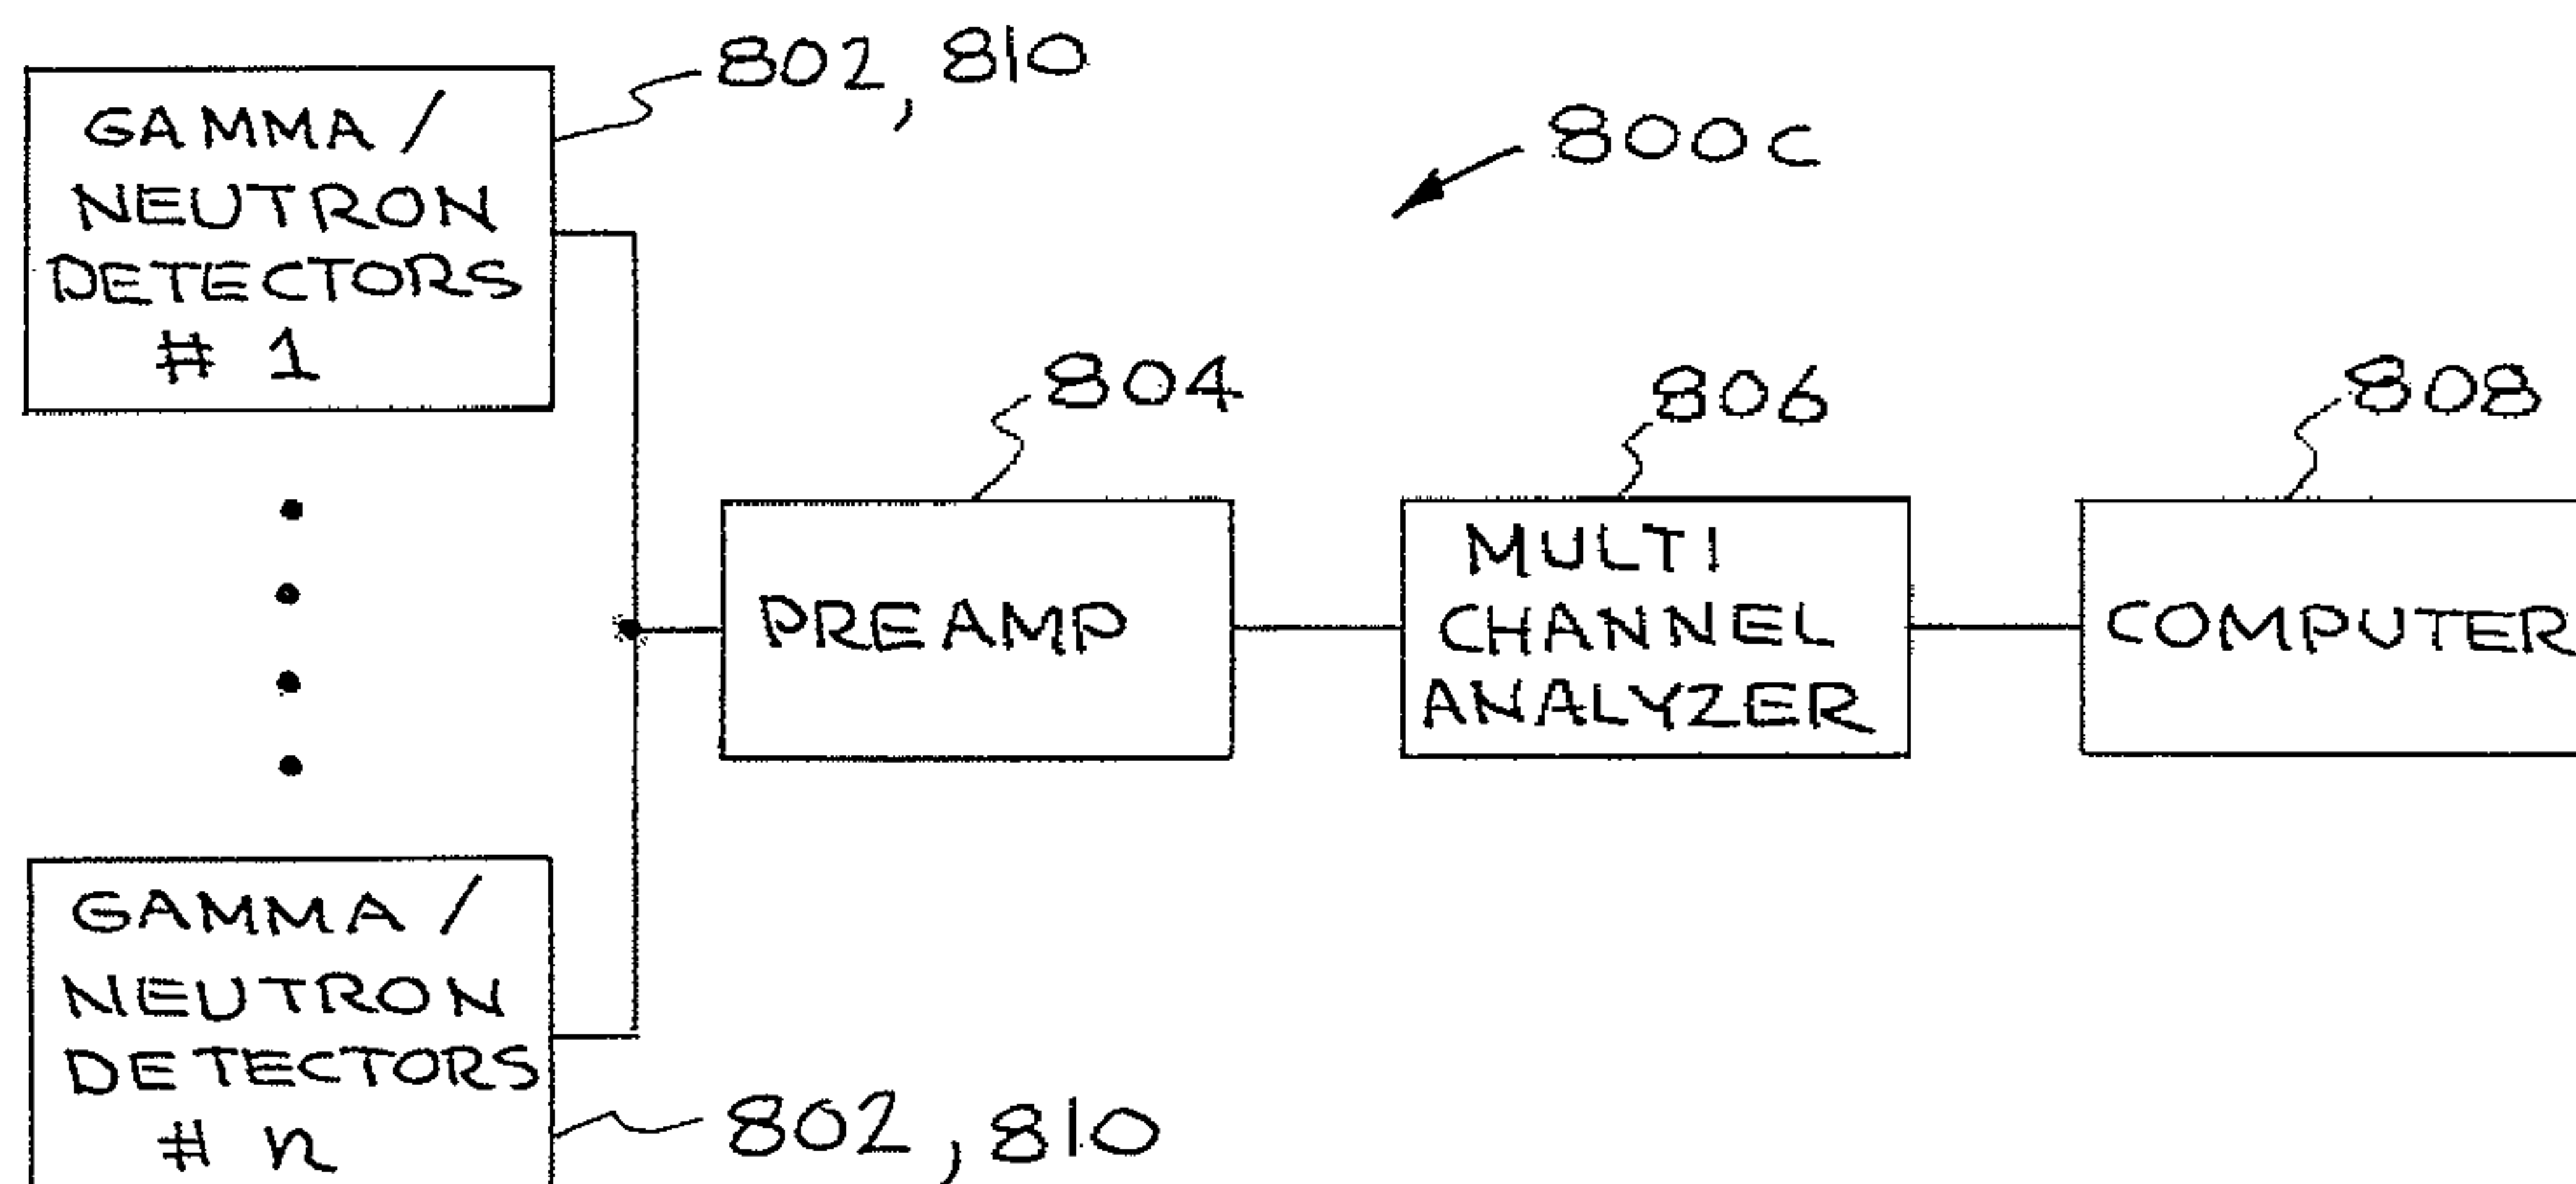 802, 810
GAMMA /
NEUTRON
DETECTORS
# 1
800c
804
806
808
PREAMP
MULTI
CHANNEL
ANALYZER
COMPUTER
GAMMA /
NEUTRON
DETECTORS
# n
802, 810